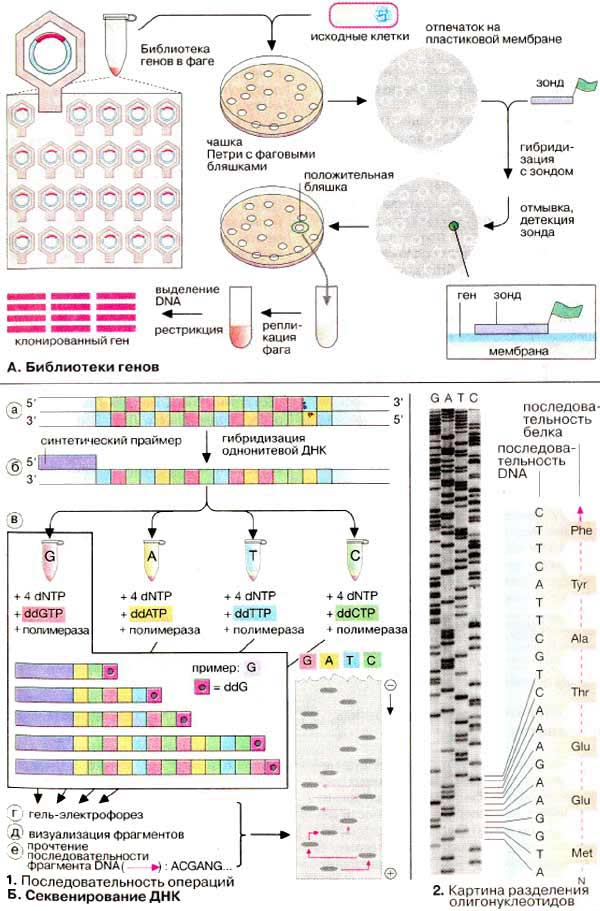 Библиотека
генов в фаге
исходные клетки
отпечаток на
пластиковой мембране
зонд
чашка
Петри с фаговыми
бляшками
гибриди-
зация
с зондом
положительная
бляшка
отмывка,
детекция
зонда
выделение
DNA
рестрикция
репли-
кация
фага
клонированный ген
ген
зонд
мембрана
А. Библиотеки генов
а
5'
3'
3'
5'
синтетический праймер
гибридизация
однонитевой ДНК
б
5'
3'
в
G
A
T
C
+ 4 dNTP
+ ddGTP
+ полимераза
+ 4 dNTP
+ ddATP
+ полимераза
+ 4 dNTP
+ ddTTP
+ полимераза
+ 4 dNTP
+ ddCTP
+ полимераза
пример: G
= ddG
G A T C
−
+
г гель-электрофорез
д визуализация фрагментов
е прочтение
последовательности
фрагмента DNA ( ) : ACGANG...
1. Последовательность операций
Б. Секвенирование ДНК
G A T C
последова-
тельность
белка
последова-
тельность
DNA
C
T
T
C
A
T
T
C
G
T
C
A
A
A
G
A
A
G
G
T
A
Phe
Tyr
Ala
Thr
Glu
Glu
Met
N
2. Картина разделения
олигонуклеотидов